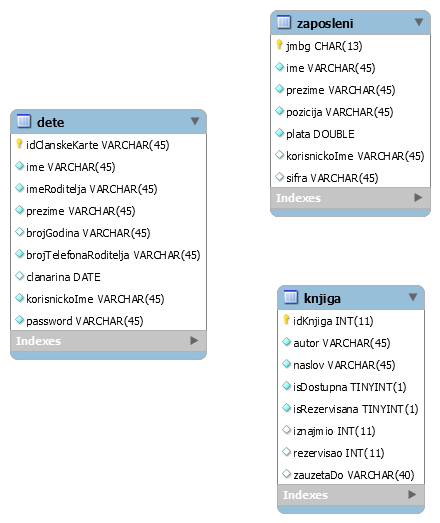 zaposleni
jmbg CHAR(13)
ime VARCHAR(45)
prezime VARCHAR(45)
pozicija VARCHAR(45)
plata DOUBLE
korisnickoIme VARCHAR(45)
sifra VARCHAR(45)
Indexes
dete
idClanskeKarte VARCHAR(45)
ime VARCHAR(45)
imeRoditelja VARCHAR(45)
prezime VARCHAR(45)
brojGodina VARCHAR(45)
brojTelefonaRoditelja VARCHAR(45)
clanarina DATE
korisnickoIme VARCHAR(45)
password VARCHAR(45)
Indexes
knjiga
idKnjiga INT(11)
autor VARCHAR(45)
naslov VARCHAR(45)
isDostupna TINYINT(1)
isRezervisana TINYINT(1)
iznajmio INT(11)
rezervisao INT(11)
zauzetaDo VARCHAR(40)
Indexes